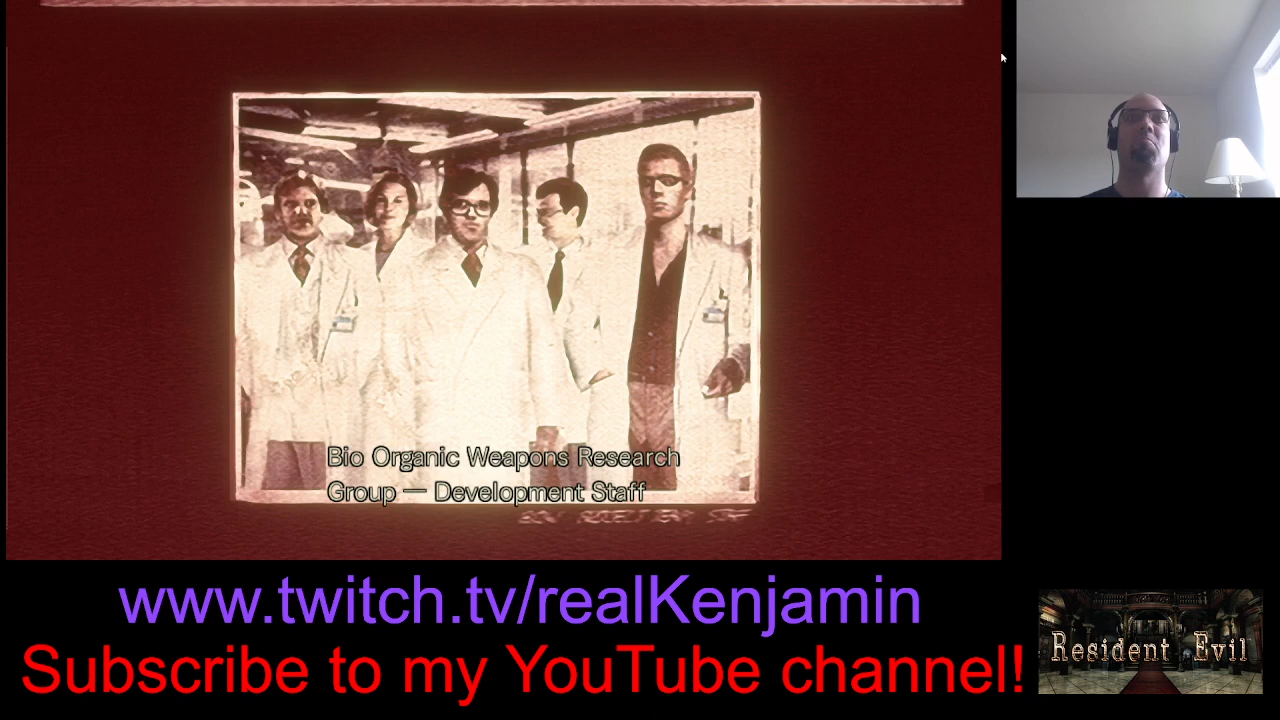 Bio Organic Weapons Research
Group — Development Staff
www.twitch.tv/realKenjamin
Subscribe to my YouTube channel!
Resident Evil